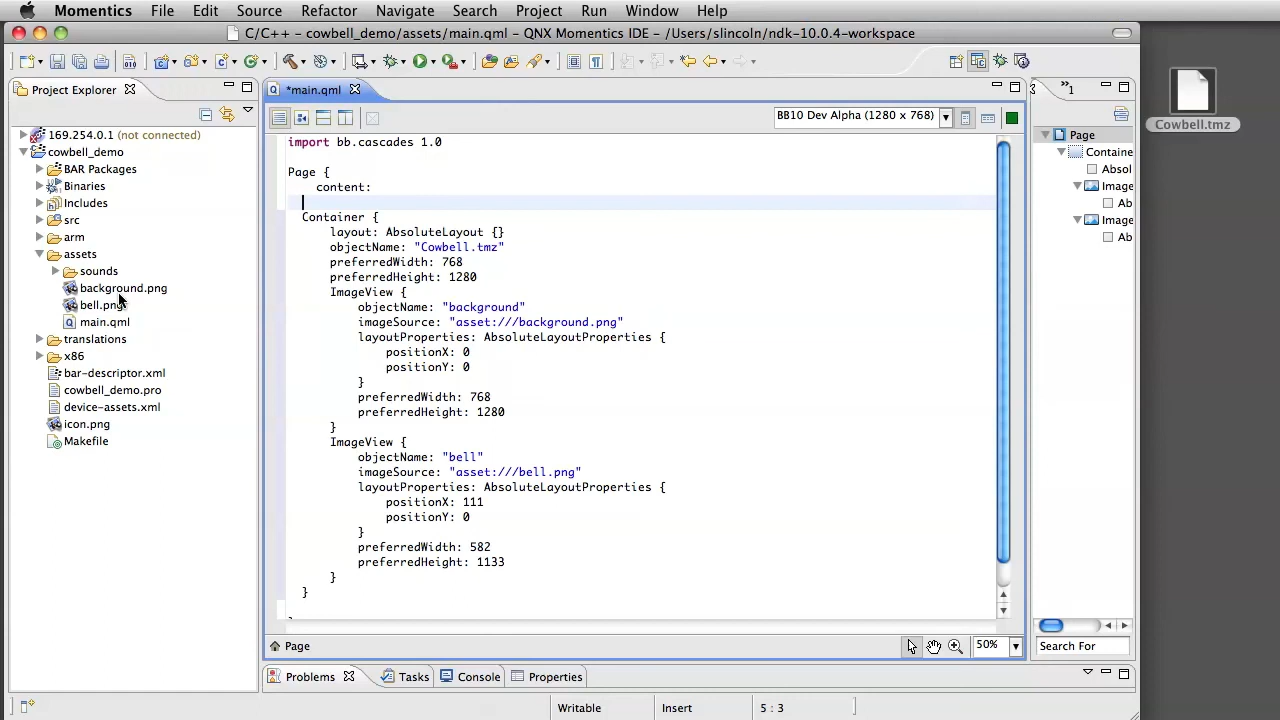 Momentics File Edit Source Refactor Navigate Search Project Run Window Help
C/C++ - cowbell_demo/assets/main.qml - QNX Momentics IDE - /Users/slincoln/ndk-10.0.4-workspace
Project Explorer
*main.qml
1
BB10 Dev Alpha (1280 x 768)
169.254.0.1 (not connected)
cowbell_demo
BAR Packages
Binaries
Includes
src
arm
assets
sounds
background.png
bell.png
main.qml
translations
x86
bar-descriptor.xml
cowbell_demo.pro
device-assets.xml
icon.png
Makefile
import bb.cascades 1.0
Page {
content:
Container {
layout: AbsoluteLayout {}
objectName: "Cowbell.tmz"
preferredWidth: 768
preferredHeight: 1280
ImageView {
objectName: "background"
imageSource: "asset:///background.png"
layoutProperties: AbsoluteLayoutProperties {
positionX: 0
positionY: 0
}
preferredWidth: 768
preferredHeight: 1280
}
ImageView {
objectName: "bell"
imageSource: "asset:///bell.png"
layoutProperties: AbsoluteLayoutProperties {
positionX: 111
positionY: 0
}
preferredWidth: 582
preferredHeight: 1133
}
}
Page
50%
Page
Containe
Absol
Image
Ab
Image
Ab
Search For
Problems Tasks Console Properties
Writable Insert 5 : 3
Cowbell.tmz